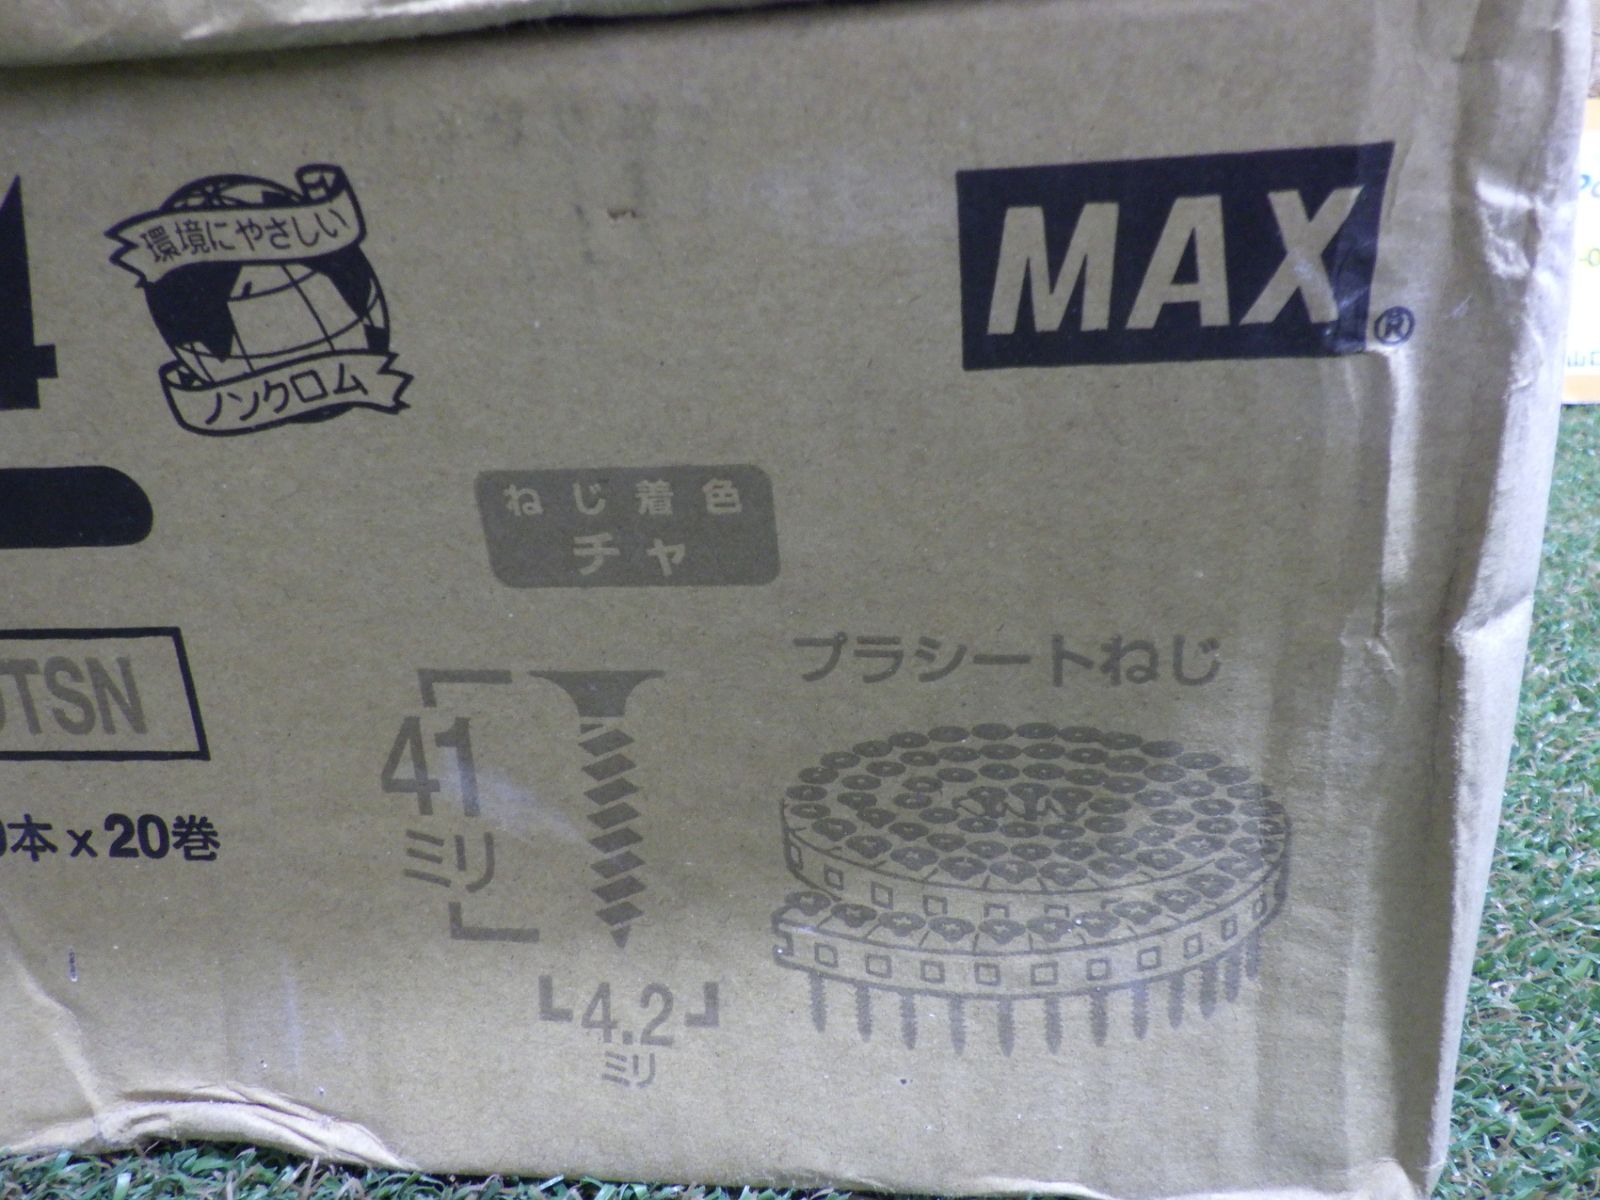 環境にやさしい
ノンクロム
MAX®
ねじ着色
チャ
TSN
本×20巻
41
ミリ
4.2
ミリ
プラシートねじ